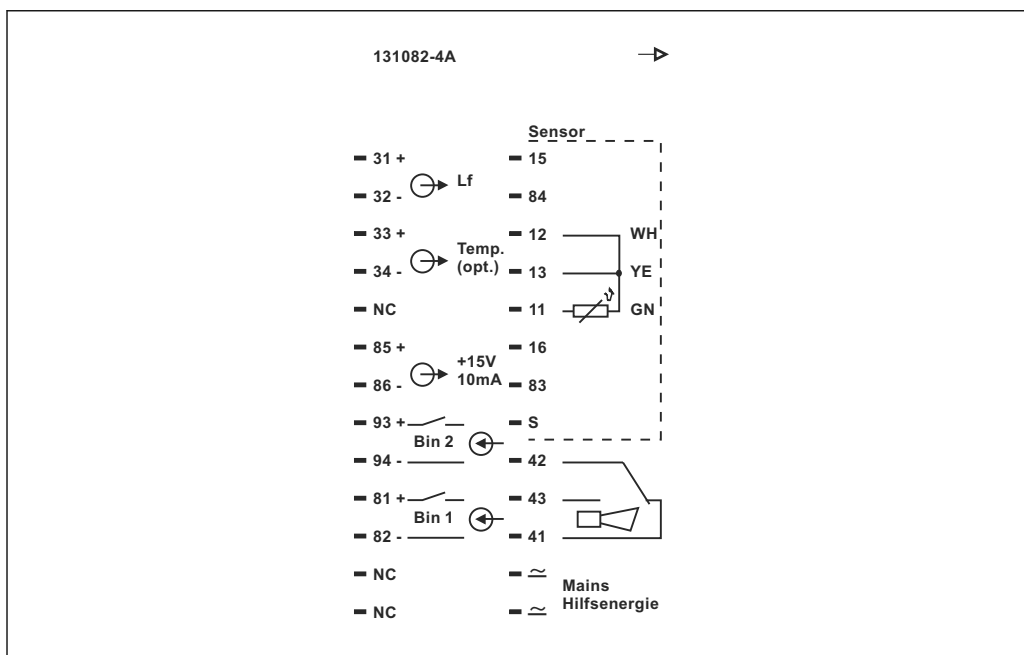 131082-4A
Sensor
31 +
15
Lf
32 -
84
33 +
12
WH
Temp.
(opt.)
34 -
13
YE
NC
11
GN
85 +
16
+15V
10mA
86 -
83
93 +
S
Bin 2
94 -
42
81 +
43
Bin 1
82 -
41
NC
≃
Mains
Hilfsenergie
NC
≃